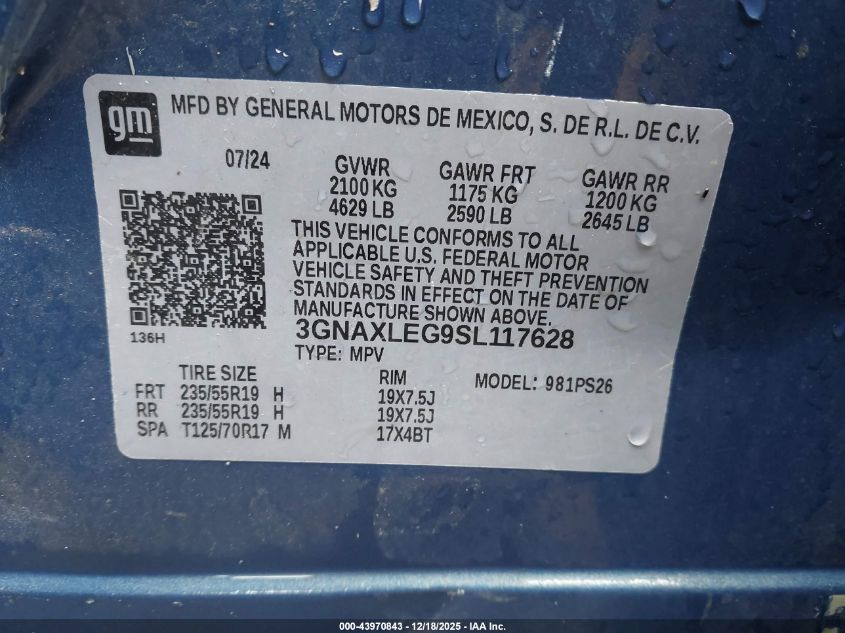 gm
MFD BY GENERAL MOTORS DE MEXICO, S. DE R.L. DE C.V.
07/24 GVWR GAWR FRT GAWR RR
2100 KG 1175 KG 1200 KG
4629 LB 2590 LB 2645 LB
THIS VEHICLE CONFORMS TO ALL
APPLICABLE U.S. FEDERAL MOTOR
VEHICLE SAFETY AND THEFT PREVENTION
STANDARDS IN EFFECT ON THE DATE OF
MANUFACTURE SHOWN ABOVE.
3GNAXLEG9SL117628
136H
TYPE: MPV
TIRE SIZE RIM MODEL: 981PS26
FRT 235/55R19 H 19X7.5J
RR 235/55R19 H 19X7.5J
SPA T125/70R17 M 17X4BT
000-43970843 - 12/18/2025 - IAA Inc.